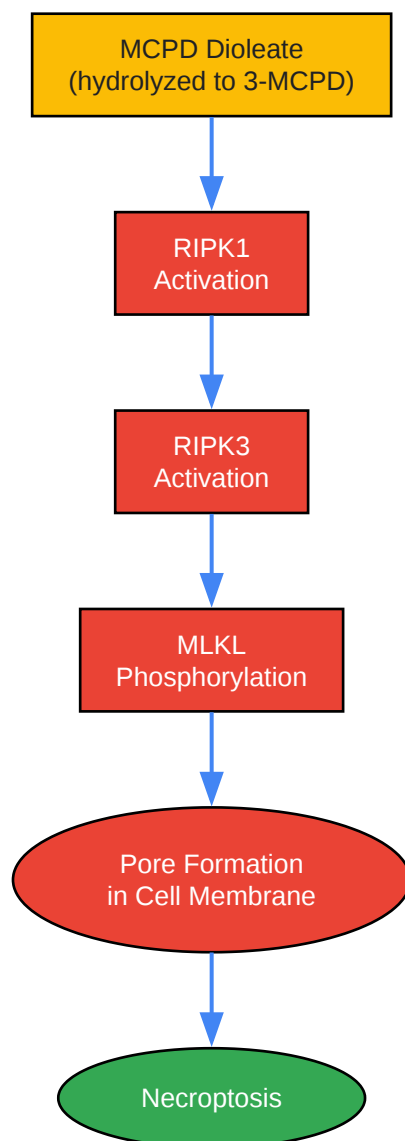 MCPD Dioleate
(hydrolyzed to 3-MCPD)
RIPK1
Activation
RIPK3
Activation
MLKL
Phosphorylation
Pore Formation
in Cell Membrane
Necroptosis